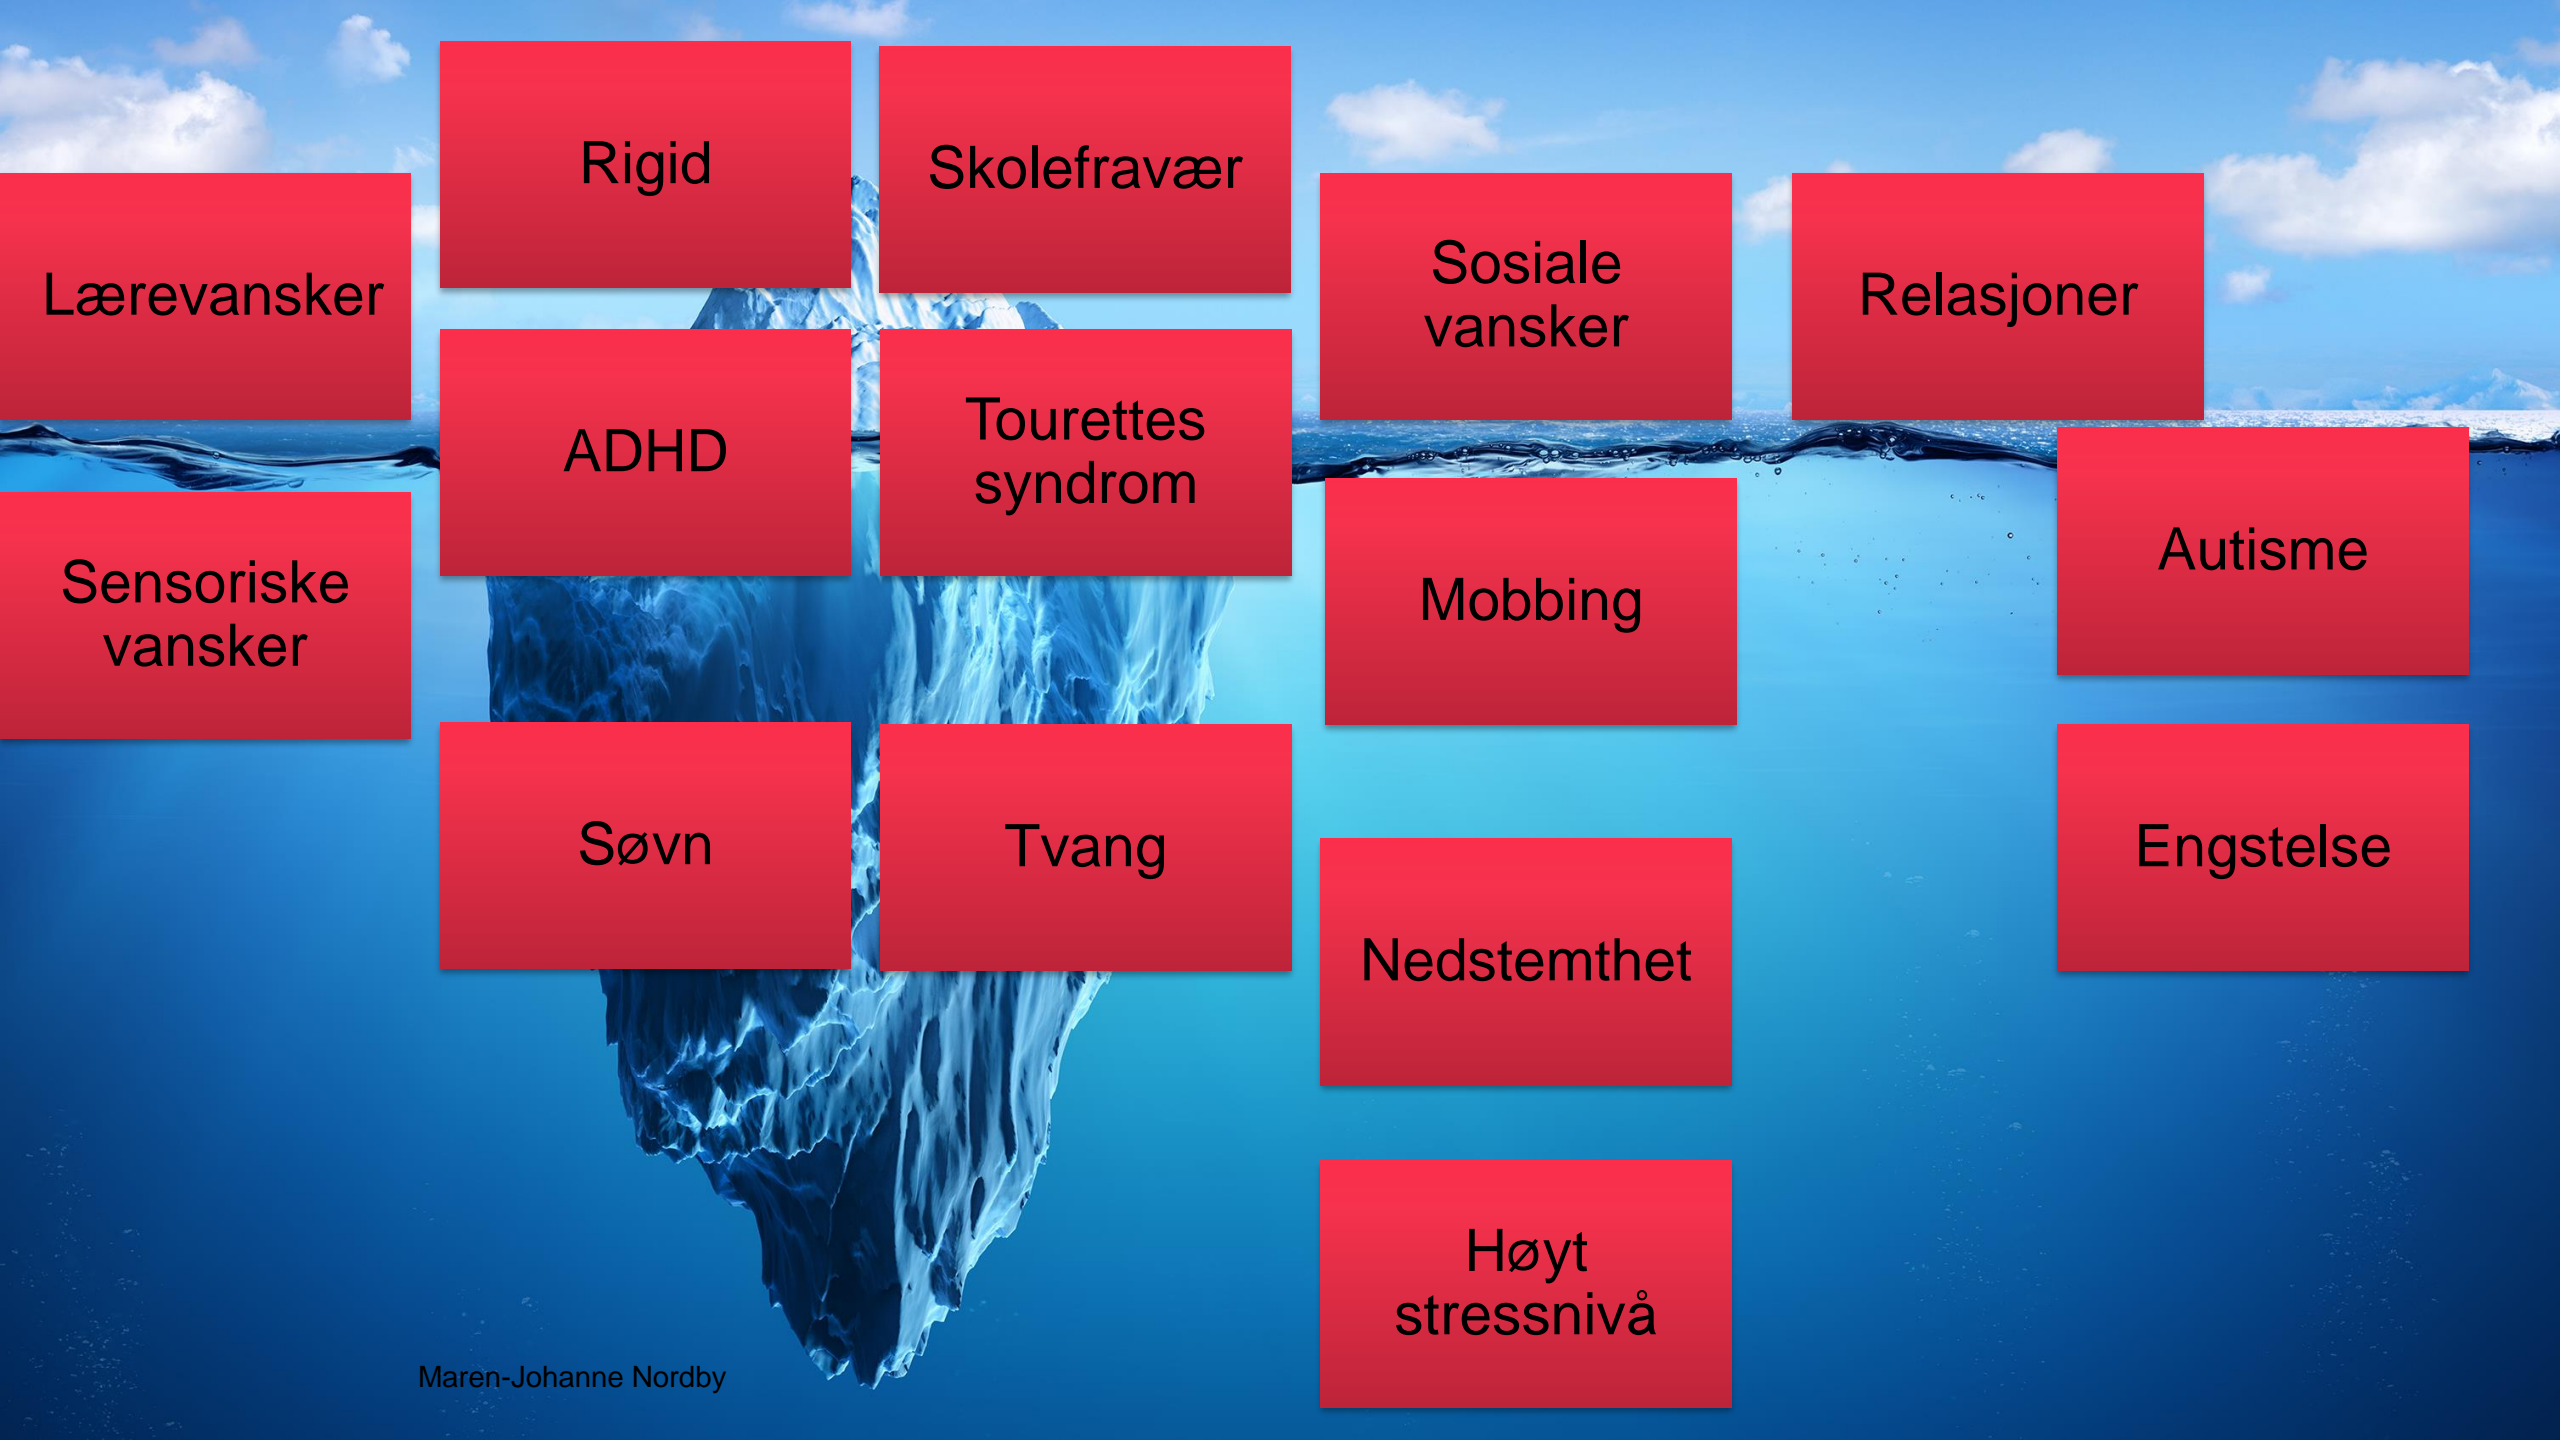 Rigid
Skolefravær
Lærevansker
Sosiale
vansker
Relasjoner
ADHD
Tourettes
syndrom
Sensoriske
vansker
Mobbing
Autisme
Søvn
Tvang
Nedstemthet
Engstelse
Høyt
stressnivå
Maren-Johanne Nordby